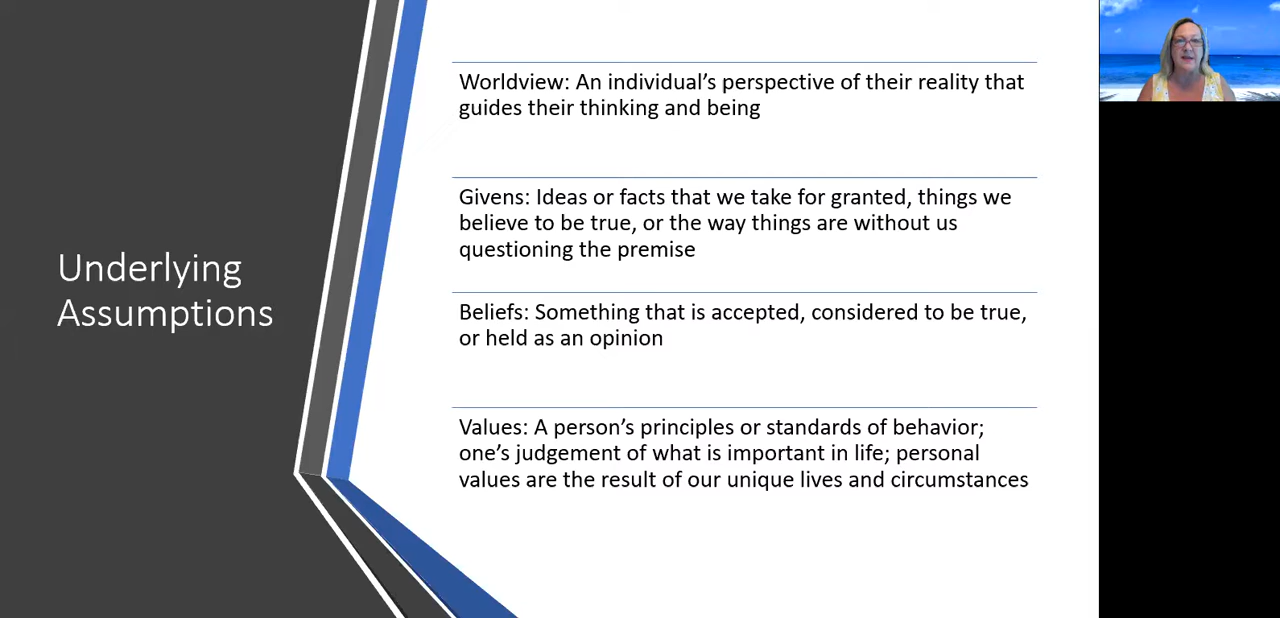 Underlying
Assumptions
Worldview: An individual’s perspective of their reality that
guides their thinking and being
Givens: Ideas or facts that we take for granted, things we
believe to be true, or the way things are without us
questioning the premise
Beliefs: Something that is accepted, considered to be true,
or held as an opinion
Values: A person’s principles or standards of behavior;
one’s judgement of what is important in life; personal
values are the result of our unique lives and circumstances